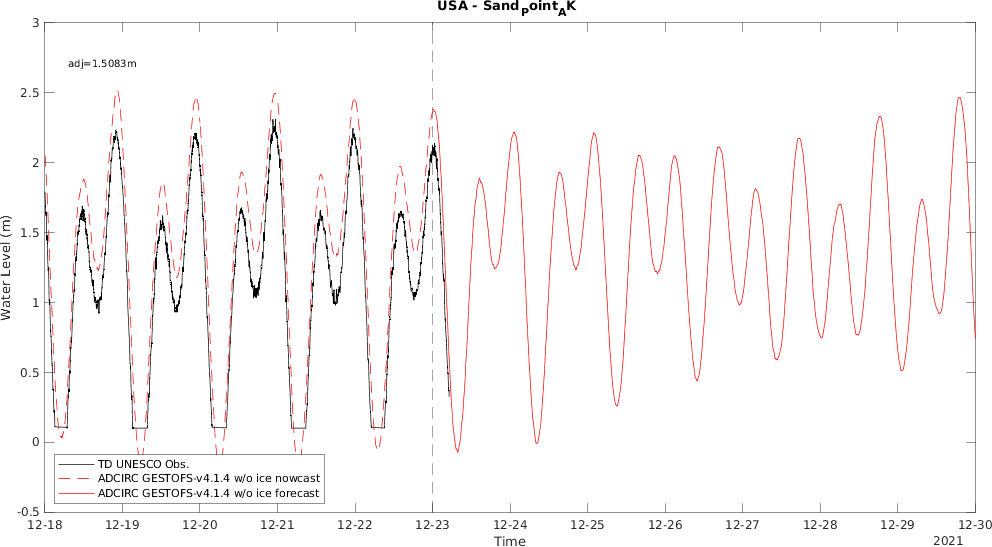 USA - Sand_Point_AK
3
adj=1.5083m
2.5
2
1.5
1
0.5
0
-0.5
Water Level (m)
TD UNESCO Obs.
ADCIRC GESTOFS-v4.1.4 w/o ice nowcast
ADCIRC GESTOFS-v4.1.4 w/o ice forecast
12-18 12-19 12-20 12-21 12-22 12-23 12-24 12-25 12-26 12-27 12-28 12-29 12-30
Time
2021